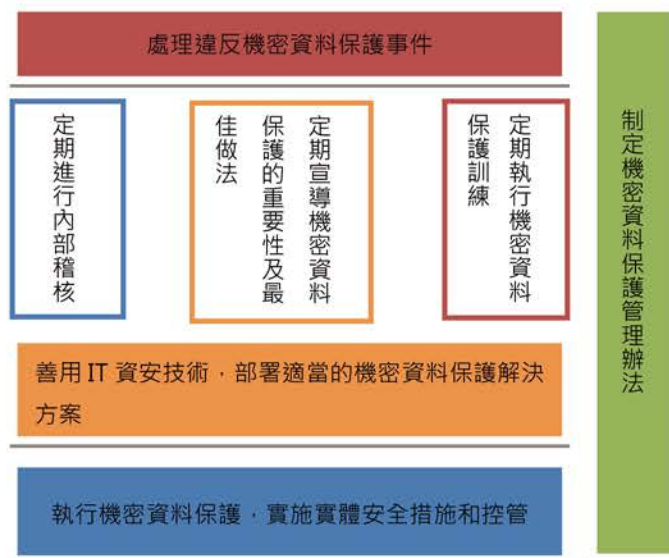 處理違反機密資料保護事件
定期進行內部稽核
定期宣導機密資料
保護的重要性及最
佳做法
定期執行機密資料
保護訓練
善用 IT 資安技術，部署適當的機密資料保護解決
方案
執行機密資料保護，實施實體安全措施和控管
制定機密資料保護管理辦法